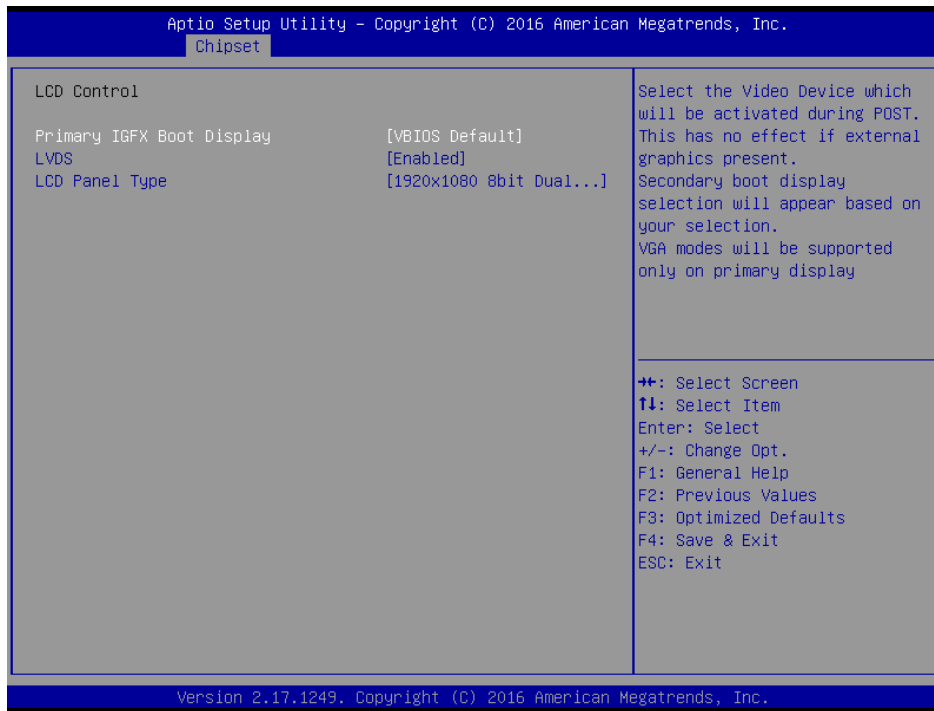 Aptio Setup Utility – Copyright (C) 2016 American Megatrends, Inc.
Chipset
LCD Control
Primary IGFX Boot Display [VBIOS Default]
LVDS [Enabled]
LCD Panel Type [1920x1080 8bit Dual...]
Select the Video Device which
will be activated during POST.
This has no effect if external
graphics present.
Secondary boot display
selection will appear based on
your selection.
VGA modes will be supported
only on primary display
→←: Select Screen
↑↓: Select Item
Enter: Select
+/-: Change Opt.
F1: General Help
F2: Previous Values
F3: Optimized Defaults
F4: Save & Exit
ESC: Exit
Version 2.17.1249. Copyright (C) 2016 American Megatrends, Inc.